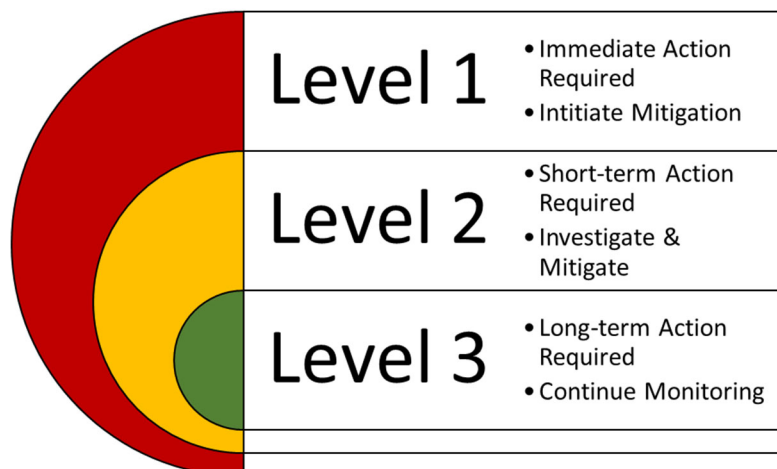 Level 1
• Immediate Action
Required
• Intitiate Mitigation
Level 2
• Short-term Action
Required
• Investigate &
Mitigate
Level 3
• Long-term Action
Required
• Continue Monitoring